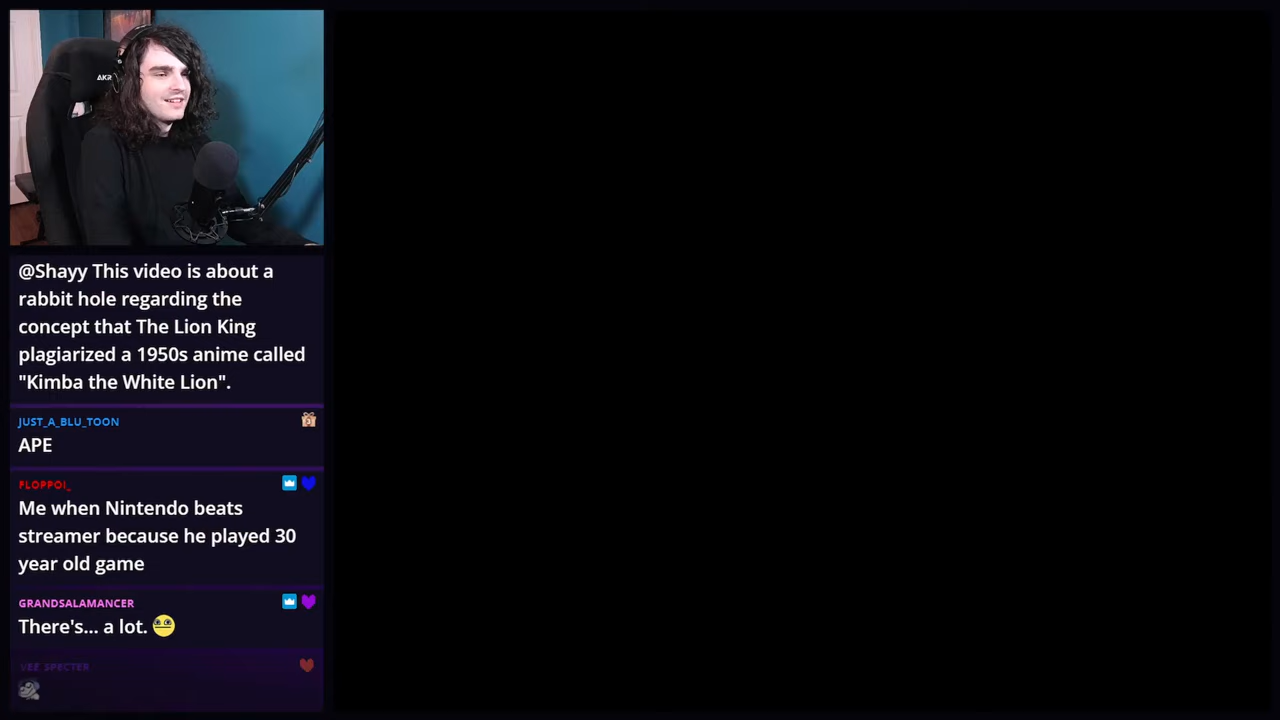 AKR
@Shayy This video is about a
rabbit hole regarding the
concept that The Lion King
plagiarized a 1950s anime called
"Kimba the White Lion".
JUST_A_BLU_TOON
APE
FLOPPOI_
Me when Nintendo beats
streamer because he played 30
year old game
GRANDSALAMANCER
There's... a lot.
VEE_SPECTER